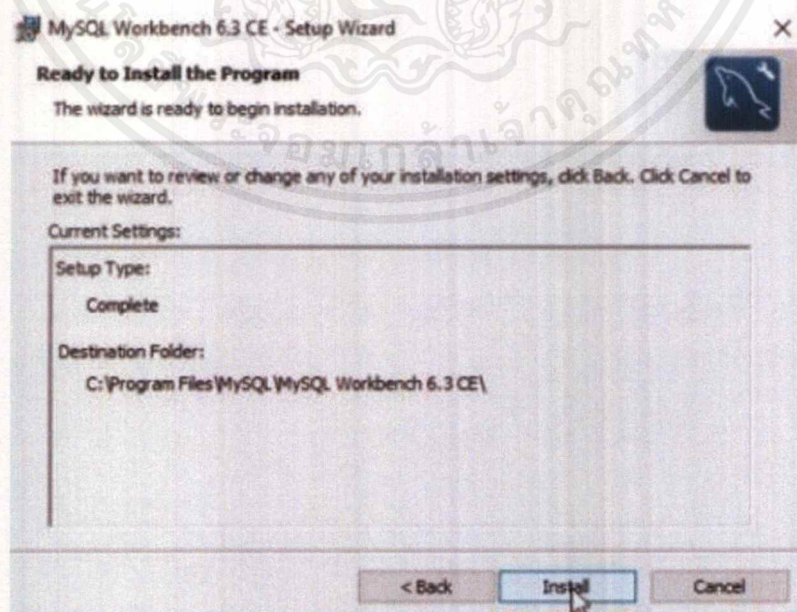 MySQL Workbench 6.3 CE - Setup Wizard
Ready to Install the Program
The wizard is ready to begin installation.
If you want to review or change any of your installation settings, click Back. Click Cancel to
exit the wizard.
Current Settings:
Setup Type:
Complete
Destination Folder:
C:\Program Files\MySQL\MySQL Workbench 6.3 CE\
< Back
Install
Cancel